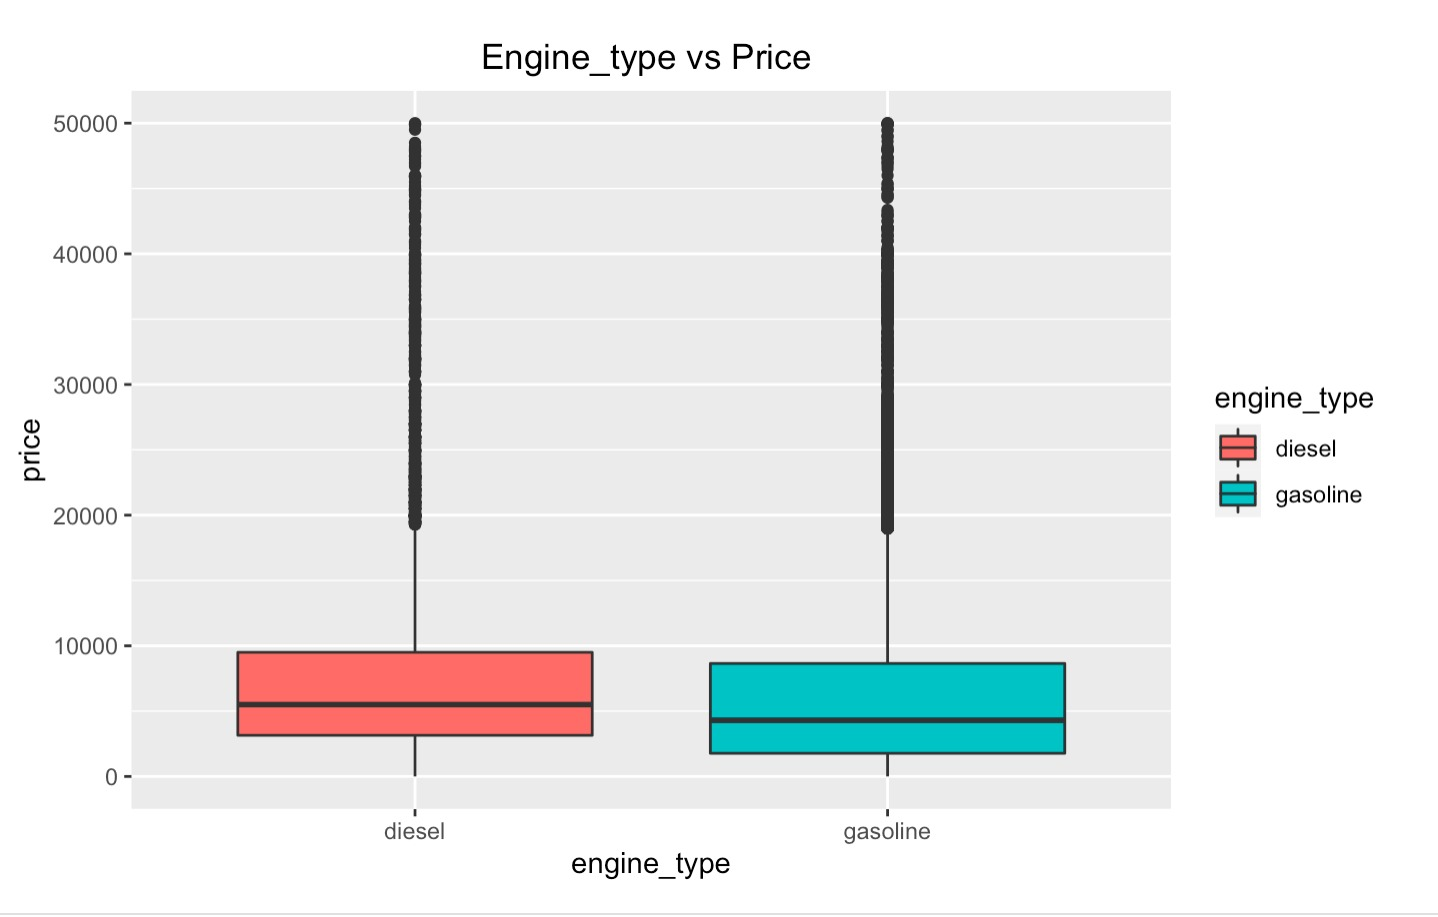 Engine_type vs Price
50000
40000
30000
20000
10000
0
price
diesel
gasoline
engine_type
engine_type
diesel
gasoline